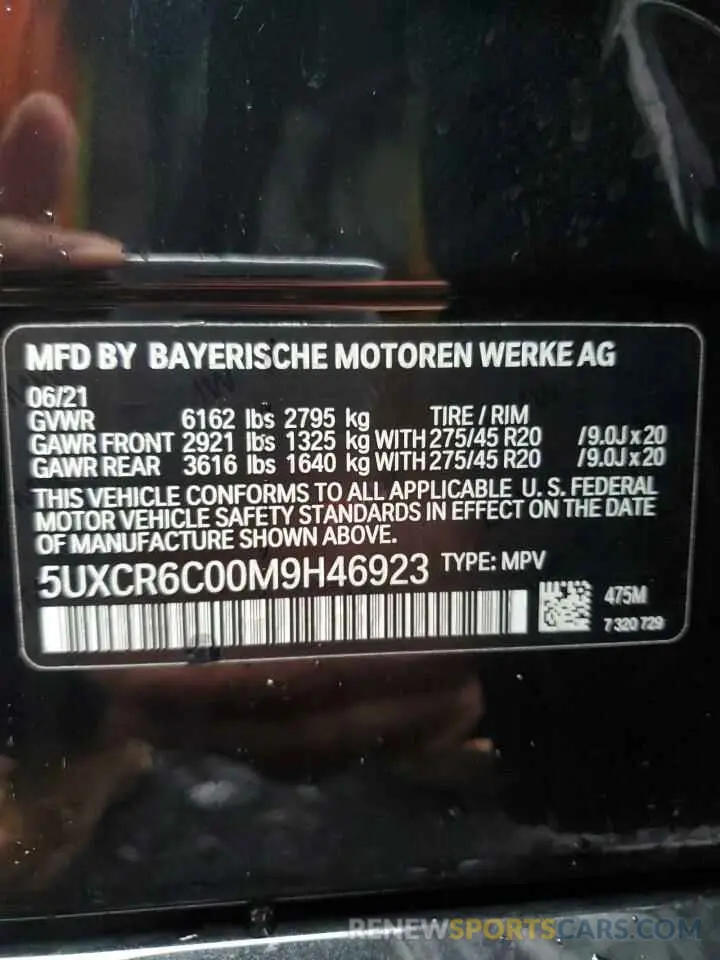 MFD BY BAYERISCHE MOTOREN WERKE AG
06/21
GVWR 6162 lbs 2795 kg TIRE / RIM
GAWR FRONT 2921 lbs 1325 kg WITH 275/45 R20 /9.0J x 20
GAWR REAR 3616 lbs 1640 kg WITH 275/45 R20 /9.0J x 20
THIS VEHICLE CONFORMS TO ALL APPLICABLE U. S. FEDERAL
MOTOR VEHICLE SAFETY STANDARDS IN EFFECT ON THE DATE
OF MANUFACTURE SHOWN ABOVE.
5UXCR6C00M9H46923 TYPE: MPV
475M
7 320 729
RENEWSPORTSCARS.COM